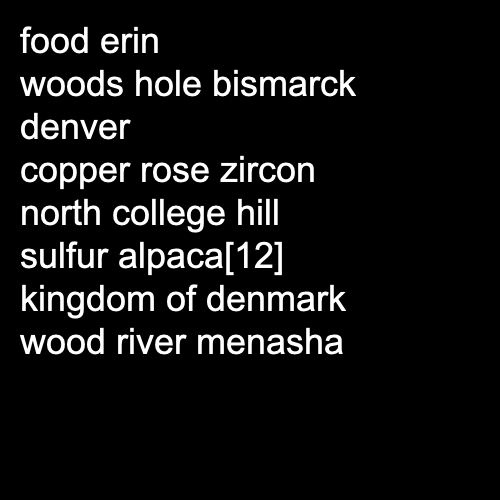 food erin
woods hole bismarck
denver
copper rose zircon
north college hill
sulfur alpaca[12]
kingdom of denmark
wood river menasha